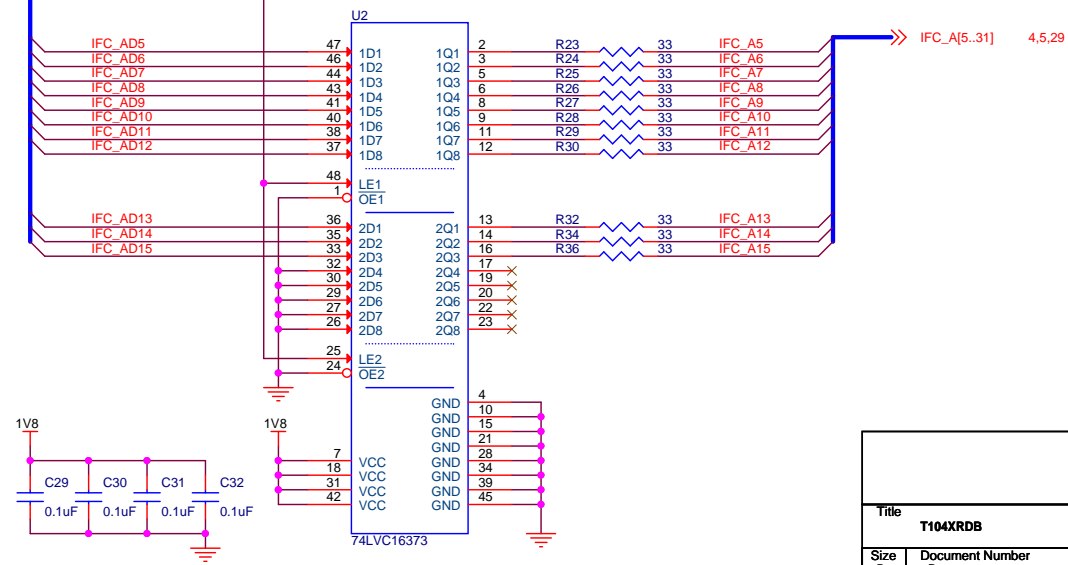 U2
IFC_AD5 47 1D1 1Q1 2 R23 33 IFC_A5 IFC_A[5..31] 4,5,29
IFC_AD6 46 1D2 1Q2 3 R24 33 IFC_A6
IFC_AD7 44 1D3 1Q3 5 R25 33 IFC_A7
IFC_AD8 43 1D4 1Q4 6 R26 33 IFC_A8
IFC_AD9 41 1D5 1Q5 8 R27 33 IFC_A9
IFC_AD10 40 1D6 1Q6 9 R28 33 IFC_A10
IFC_AD11 38 1D7 1Q7 11 R29 33 IFC_A11
IFC_AD12 37 1D8 1Q8 12 R30 33 IFC_A12
48 LE1
1 OE1
IFC_AD13 36 2D1 2Q1 13 R32 33 IFC_A13
IFC_AD14 35 2D2 2Q2 14 R34 33 IFC_A14
IFC_AD15 33 2D3 2Q3 16 R36 33 IFC_A15
32 2D4 2Q4 17
30 2D5 2Q5 19
29 2D6 2Q6 20
27 2D7 2Q7 22
26 2D8 2Q8 23
25 LE2
24 OE2
GND 4
GND 10
GND 15
GND 21
1V8 1V8
7 VCC GND 28
18 VCC GND 34
31 VCC GND 39
42 VCC GND 45
C29 C30 C31 C32
0.1uF 0.1uF 0.1uF 0.1uF
74LVC16373
Title
T104XRDB
Size Document Number